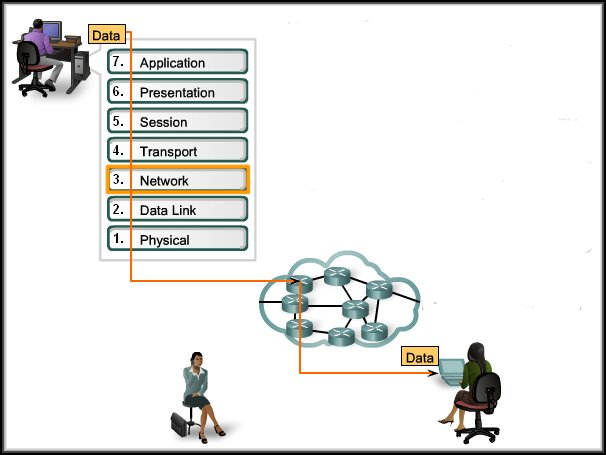 Data
7. Application
6. Presentation
5. Session
4. Transport
3. Network
2. Data Link
1. Physical
Data